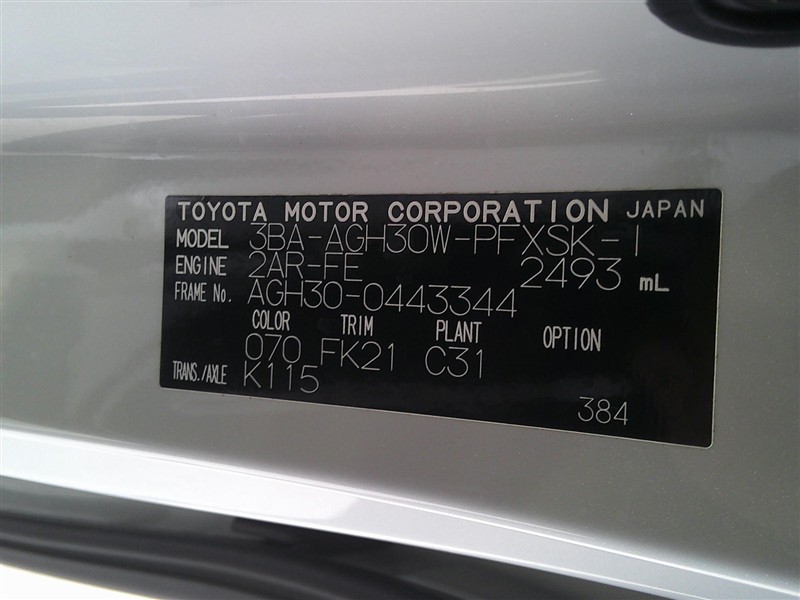 TOYOTA MOTOR CORPORATION JAPAN
MODEL 3BA-AGH30W-PFXSK-1
ENGINE 2AR-FE 2493 mL
FRAME No. AGH30-0443344
COLOR TRIM PLANT OPTION
070 FK21 C31
TRANS./AXLE K115
384